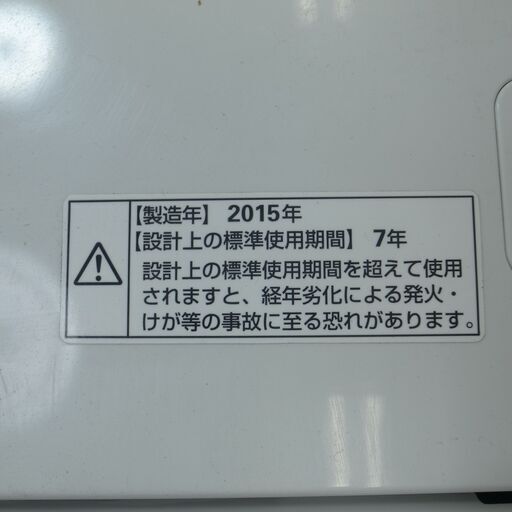 【製造年】 2015年
【設計上の標準使用期間】 7年
設計上の標準使用期間を超えて使用
されますと、経年劣化による発火・
けが等の事故に至る恐れがあります。